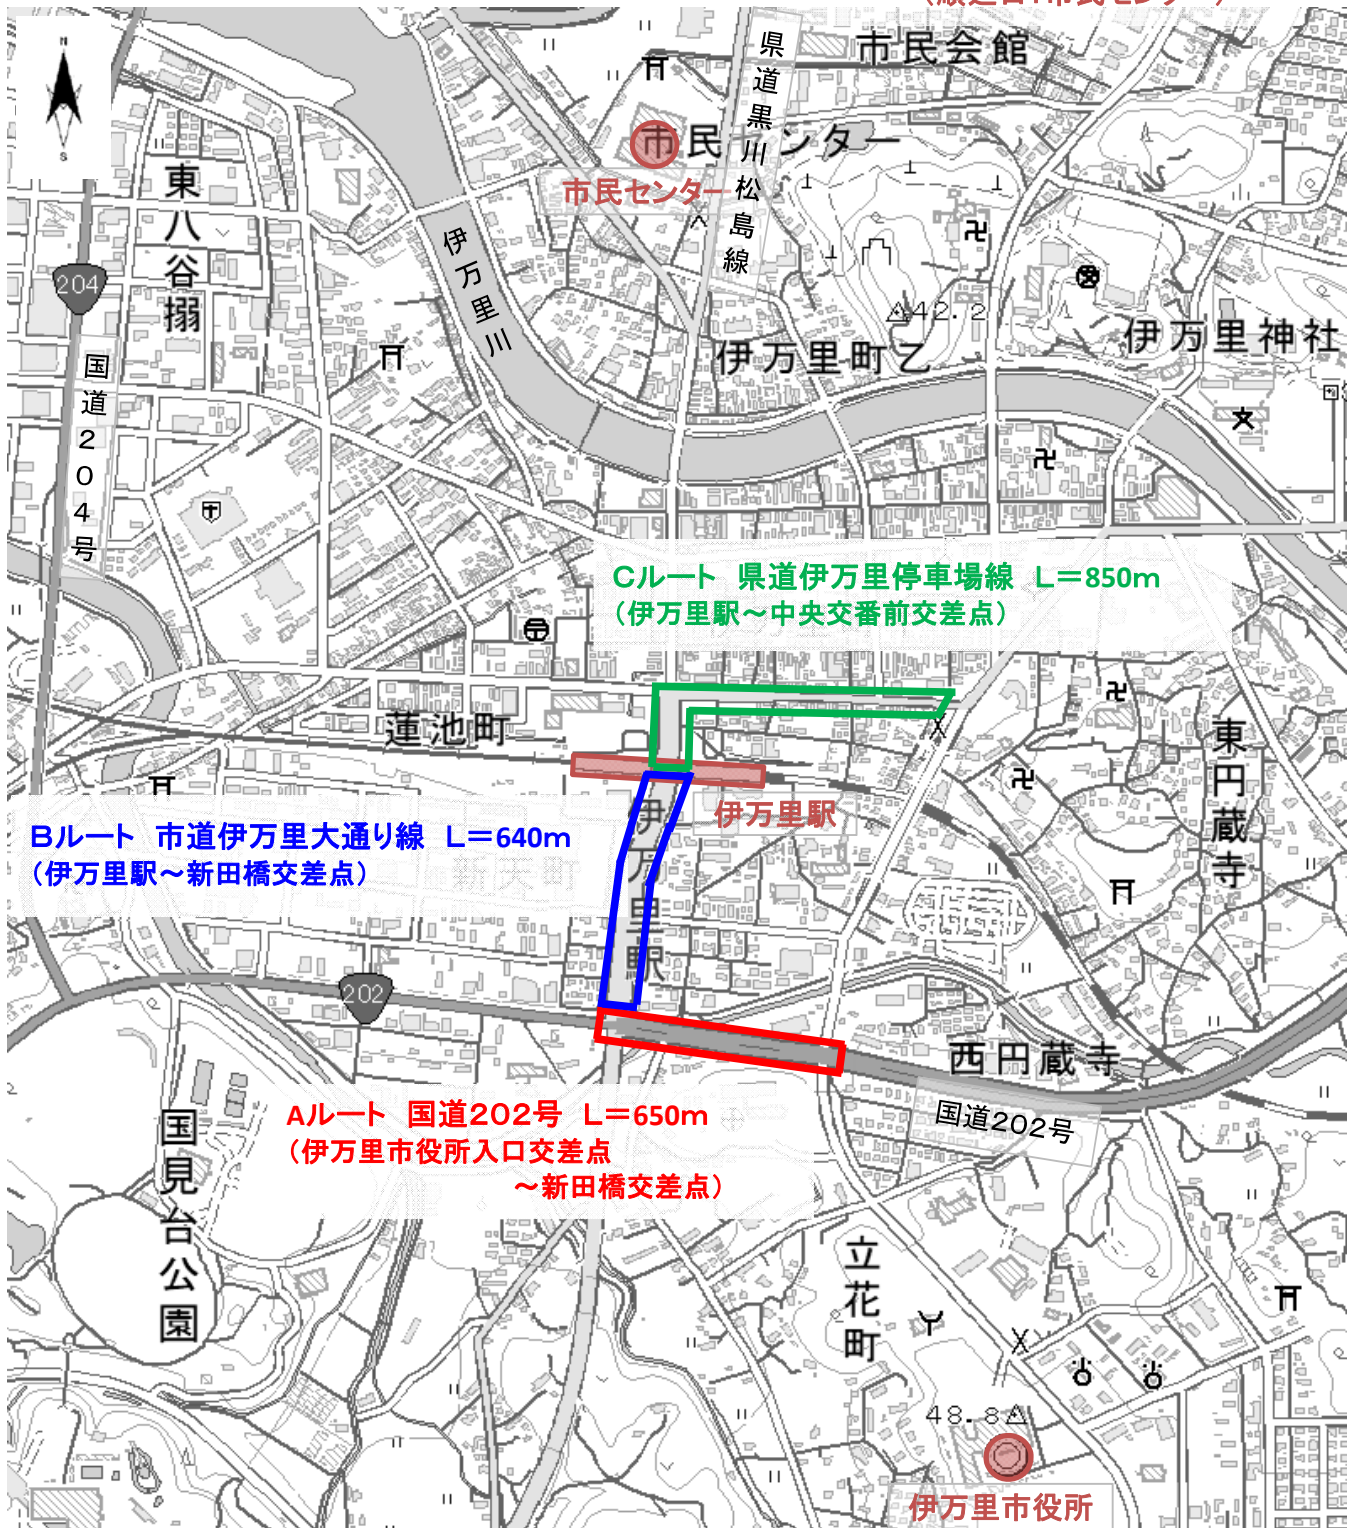 市民会館
県道黒川松島線
市民センター
市民センター
東八谷搦
伊万里川
204
42.2
伊万里神社
伊万里町乙
国道204号
Cルート 県道伊万里停車場線 L=850m
(伊万里駅~中央交番前交差点)
蓮池町
東円蔵寺
伊万里駅
伊万里駅
Bルート 市道伊万里大通り線 L=640m
(伊万里駅~新田橋交差点)
新天町
202
西円蔵寺
国道202号
Aルート 国道202号 L=650m
(伊万里市役所入口交差点
~新田橋交差点)
国見台公園
立花町
48.8
伊万里市役所
N
S